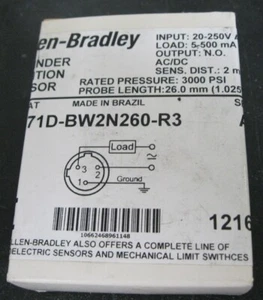 len-Bradley
NDER
TION
SOR
INPUT: 20-250V
LOAD: 5-500 mA
OUTPUT: N.O.
AC/DC
SENS. DIST.: 2 m
RATED PRESSURE: 3000 PSI
PROBE LENGTH:26.0 mm (1.025
AT MADE IN BRAZIL
71D-BW2N260-R3
Load
3
2
Ground
10662468961148
1216
LLEN-BRADLEY ALSO OFFERS A COMPLETE LINE OF
ELECTRIC SENSORS AND MECHANICAL LIMIT SWITHCES